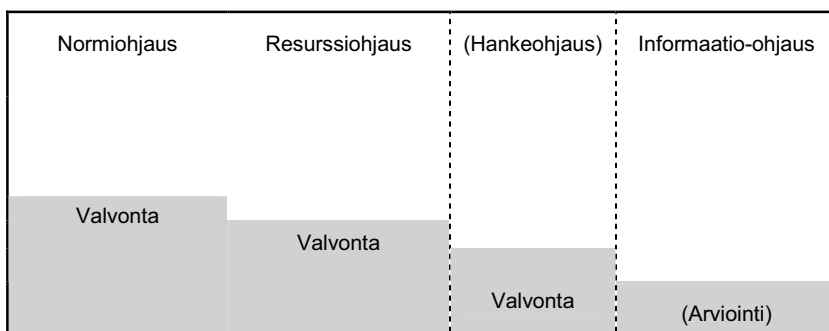 Normiohjaus
Resurssiohjaus
(Hankeohjaus)
Informaatio-ohjaus
Valvonta
Valvonta
Valvonta
(Arviointi)